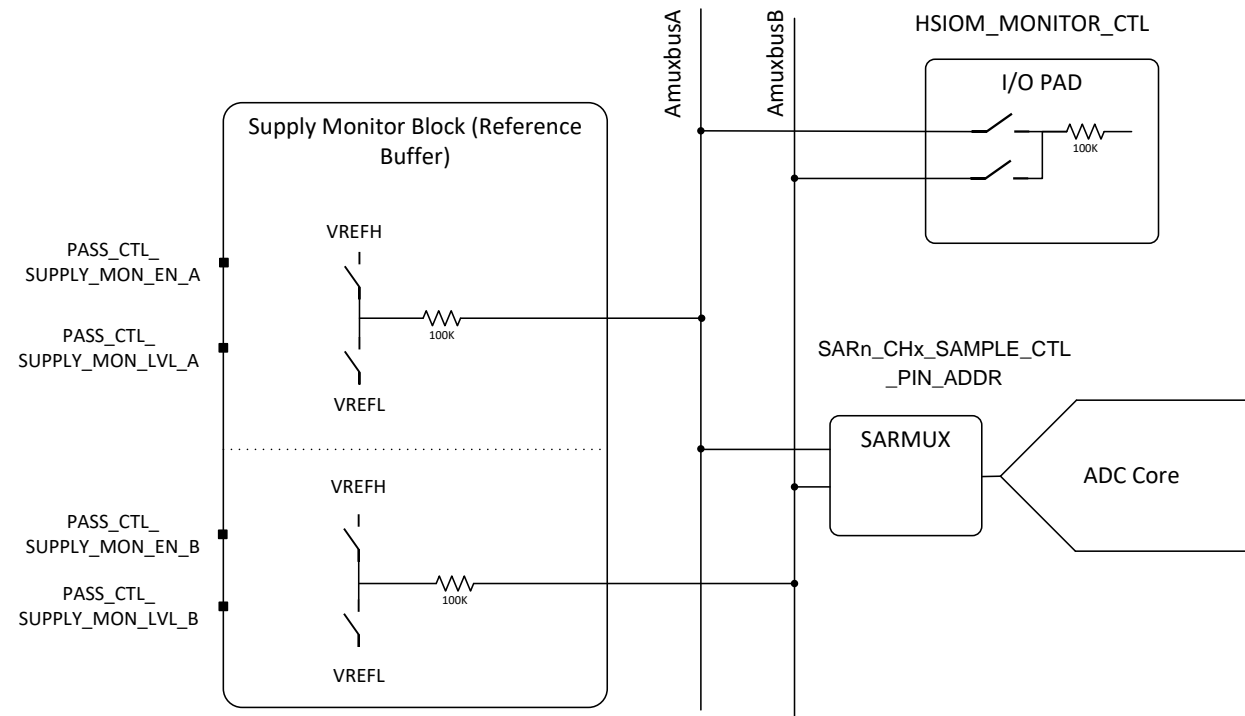 AmuxbusA
AmuxbusB
HSIOM_MONITOR_CTL
I/O PAD
100K
Supply Monitor Block (Reference
Buffer)
VREFH
PASS_CTL_
SUPPLY_MON_EN_A
100K
PASS_CTL_
SUPPLY_MON_LVL_A
VREFL
SARn_CHx_SAMPLE_CTL
_PIN_ADDR
SARMUX
ADC Core
VREFH
PASS_CTL_
SUPPLY_MON_EN_B
100K
PASS_CTL_
SUPPLY_MON_LVL_B
VREFL